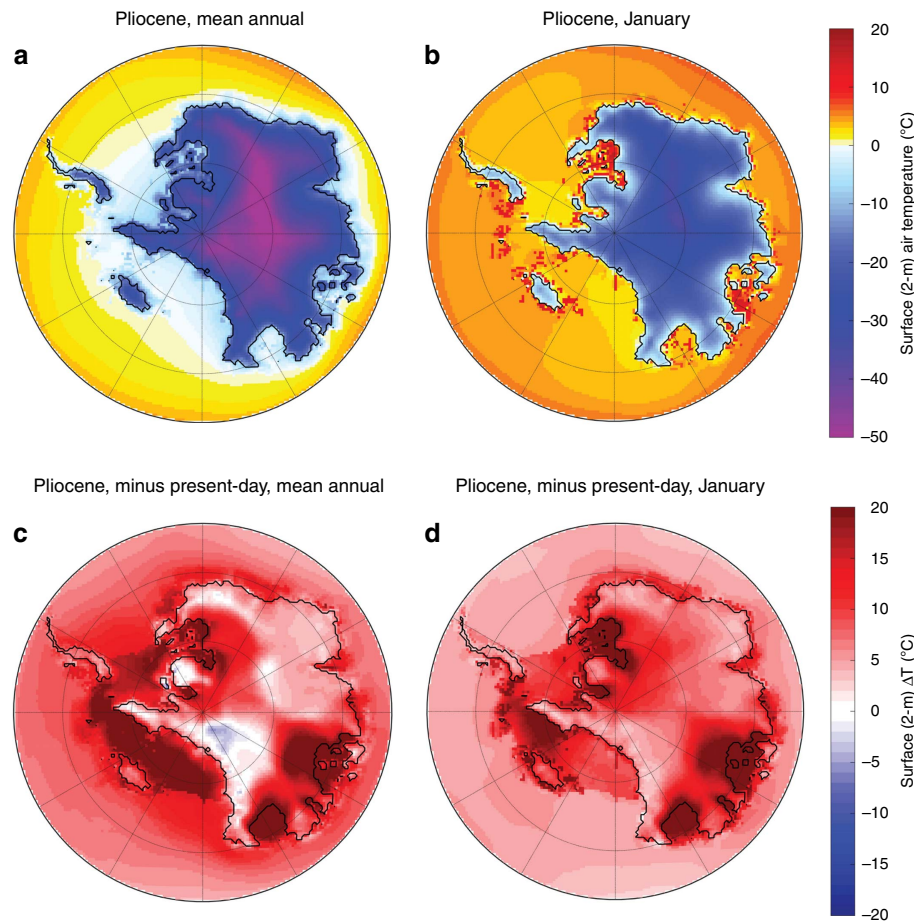 Pliocene, mean annual
Pliocene, January
a
b
20
10
0
–10
–20
–30
–40
–50
Surface (2-m) air temperature (°C)
Pliocene, minus present-day, mean annual
Pliocene, minus present-day, January
c
d
20
15
10
5
0
–5
–10
–15
–20
Surface (2-m) ΔT (°C)